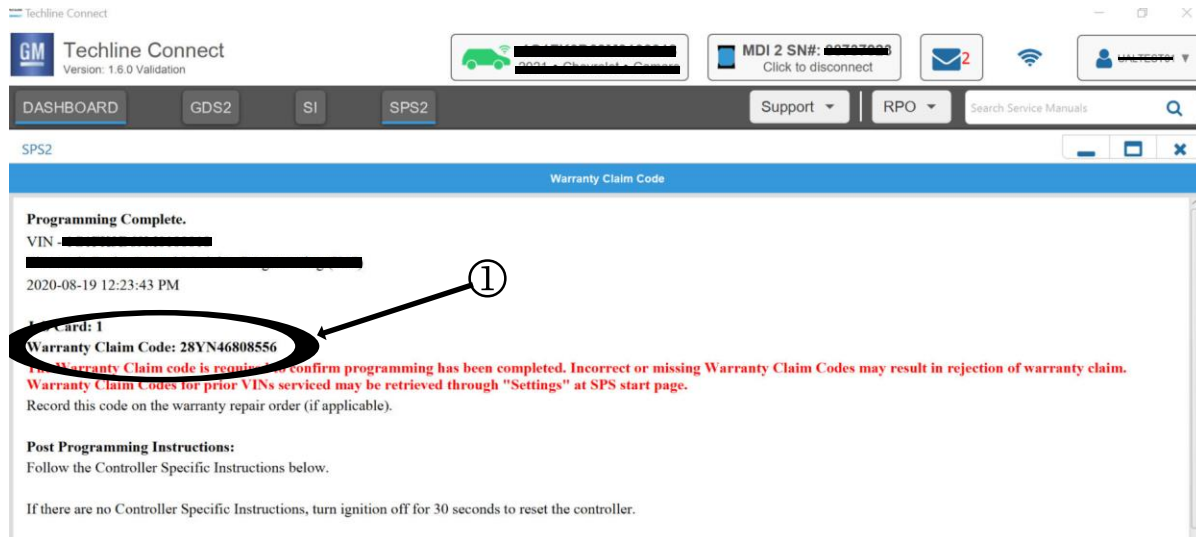 Techline Connect
GM
Techline Connect
Version: 1.6.0 Validation
MDI 2 SN#:
Click to disconnect
2
DASHBOARD
GDS2
SI
SPS2
Support
RPO
Search Service Manuals
SPS2
Warranty Claim Code
Programming Complete.
VIN -
2020-08-19 12:23:43 PM
①
Card: 1
Warranty Claim Code: 28YN46808556
Warranty Claim code is required to confirm programming has been completed. Incorrect or missing Warranty Claim Codes may result in rejection of warranty claim.
Warranty Claim Codes for prior VINs serviced may be retrieved through "Settings" at SPS start page.
Record this code on the warranty repair order (if applicable).
Post Programming Instructions:
Follow the Controller Specific Instructions below.
If there are no Controller Specific Instructions, turn ignition off for 30 seconds to reset the controller.